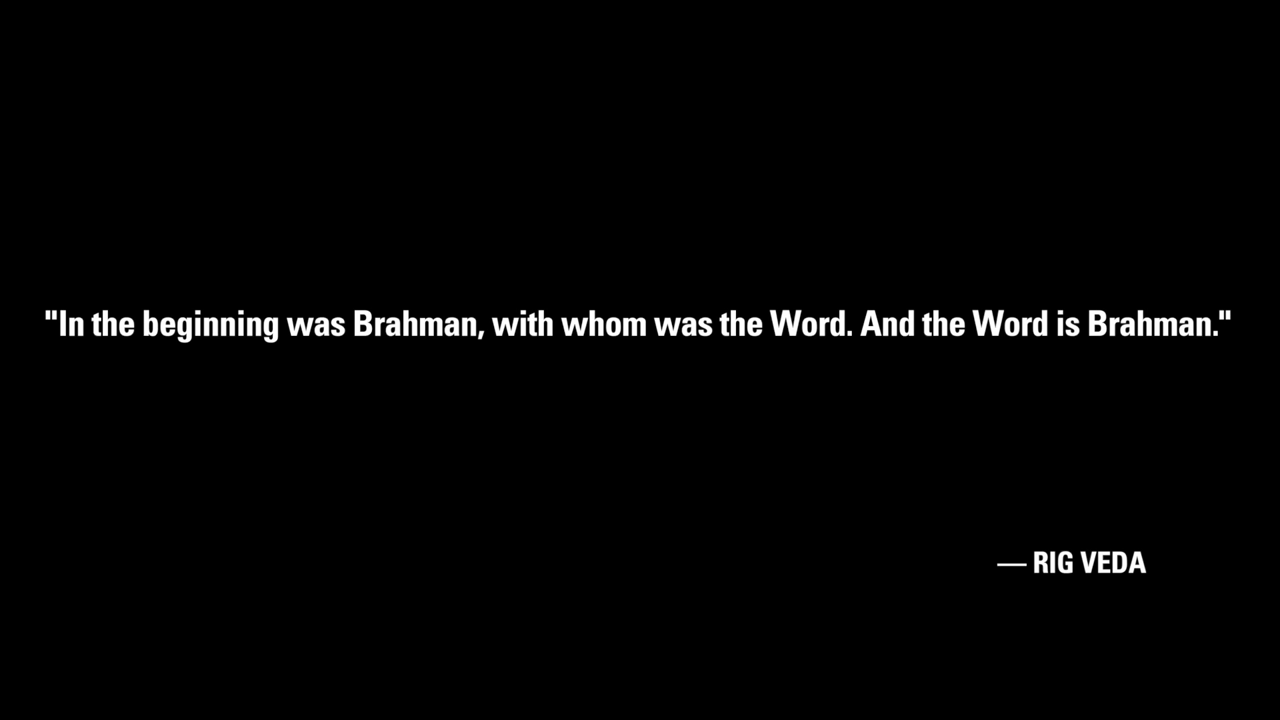 "In the beginning was Brahman, with whom was the Word. And the Word is Brahman."
— RIG VEDA